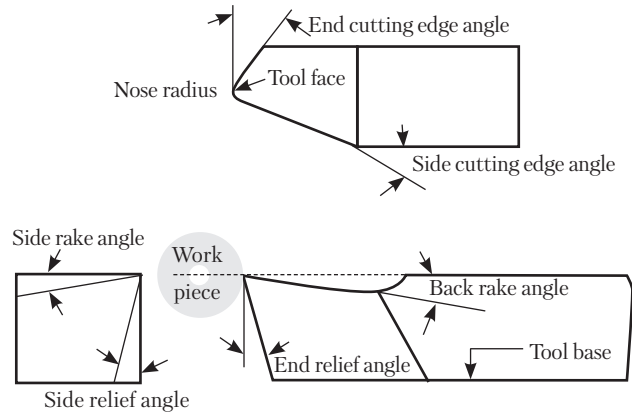 End cutting edge angle
Tool face
Nose radius
Side cutting edge angle
Side rake angle
Work
piece
Back rake angle
Tool base
End relief angle
Side relief angle